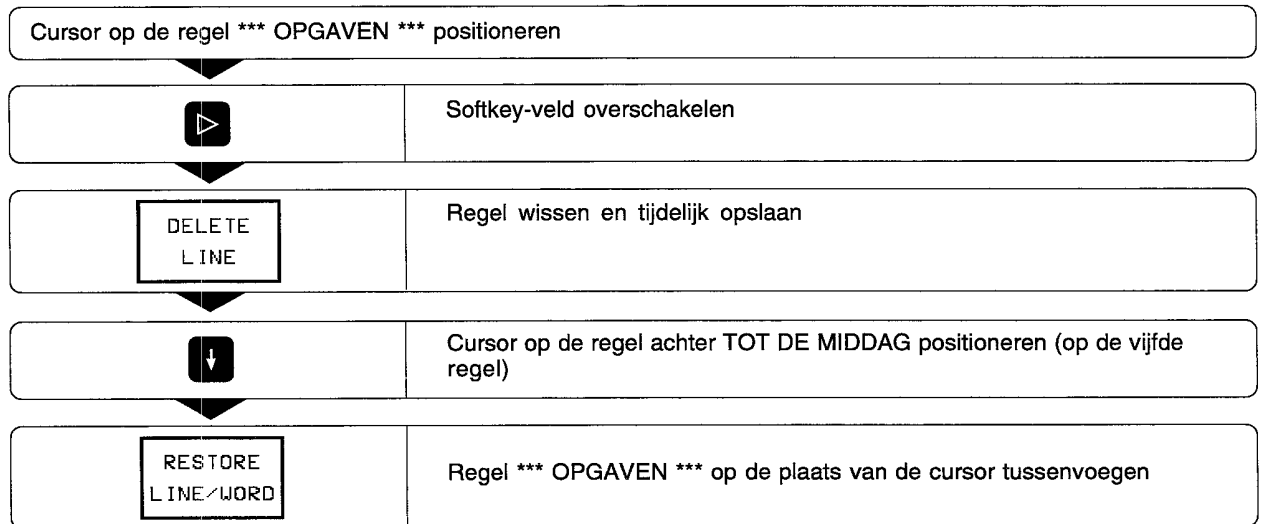 Cursor op de regel *** OPGAVEN *** positioneren
Softkey-veld overschakelen
DELETE
LINE
Regel wissen en tijdelijk opslaan
Cursor op de regel achter TOT DE MIDDAG positioneren (op de vijfde
regel)
RESTORE
LINE/WORD
Regel *** OPGAVEN *** op de plaats van de cursor tussenvoegen